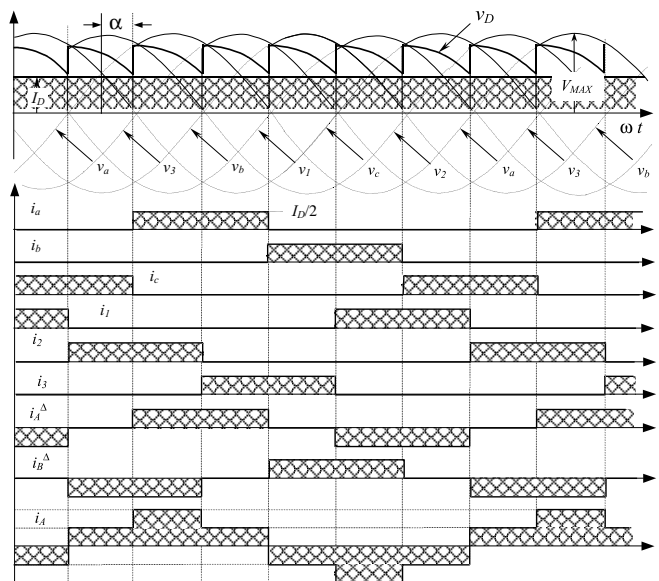 α
v_D
I_D
V_MAX
ω t
v_a v_3 v_b v_1 v_c v_2 v_a v_3 v_b
i_a
I_D/2
i_b
i_c
i_1
i_2
i_3
i_A^Δ
i_B^Δ
i_A